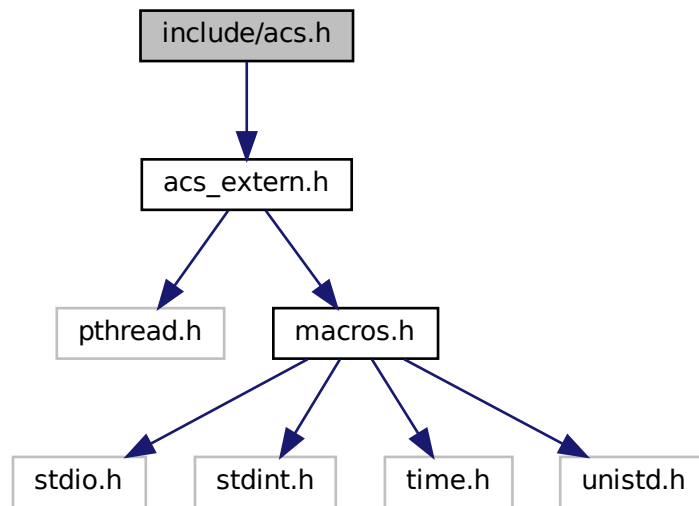 include/acs.h
acs_extern.h
pthread.h
macros.h
stdio.h
stdint.h
time.h
unistd.h